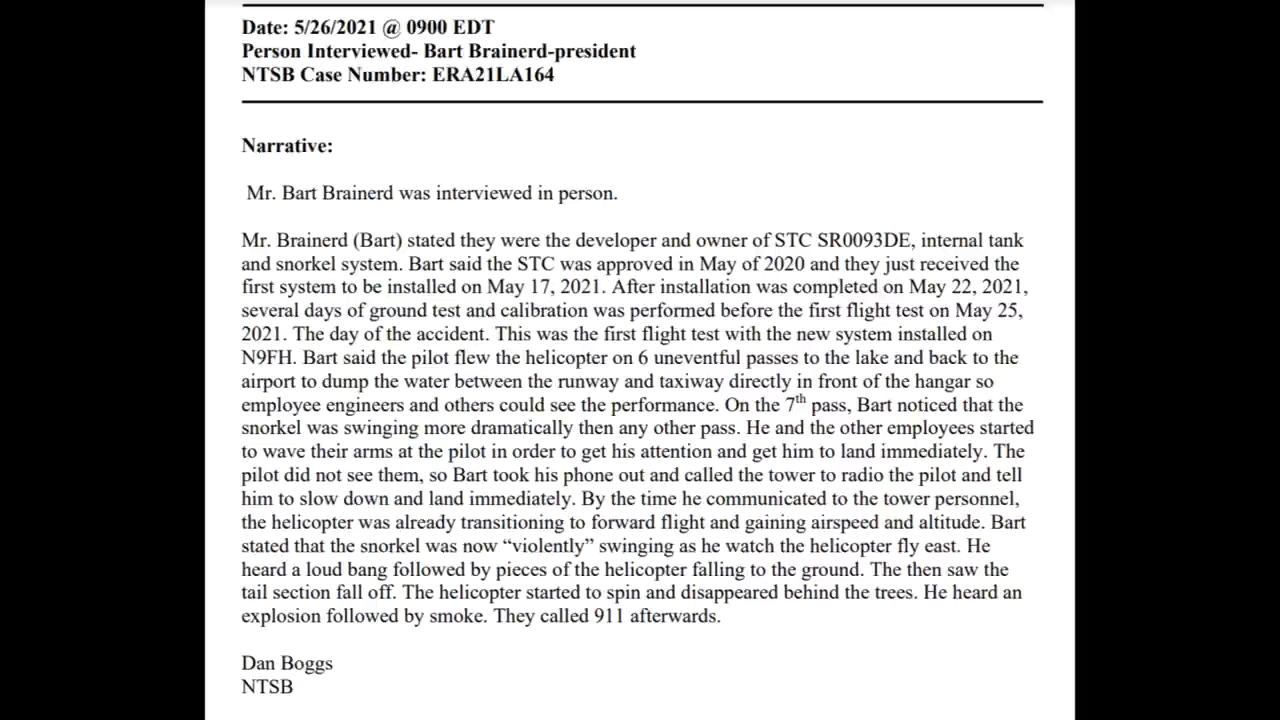 Date: 5/26/2021 @ 0900 EDT
Person Interviewed- Bart Brainerd-president
NTSB Case Number: ERA21LA164
Narrative:
Mr. Bart Brainerd was interviewed in person.
Mr. Brainerd (Bart) stated they were the developer and owner of STC SR0093DE, internal tank
and snorkel system. Bart said the STC was approved in May of 2020 and they just received the
first system to be installed on May 17, 2021. After installation was completed on May 22, 2021,
several days of ground test and calibration was performed before the first flight test on May 25,
2021. The day of the accident. This was the first flight test with the new system installed on
N9FH. Bart said the pilot flew the helicopter on 6 uneventful passes to the lake and back to the
airport to dump the water between the runway and taxiway directly in front of the hangar so
employee engineers and others could see the performance. On the 7th pass, Bart noticed that the
snorkel was swinging more dramatically then any other pass. He and the other employees started
to wave their arms at the pilot in order to get his attention and get him to land immediately. The
pilot did not see them, so Bart took his phone out and called the tower to radio the pilot and tell
him to slow down and land immediately. By the time he communicated to the tower personnel,
the helicopter was already transitioning to forward flight and gaining airspeed and altitude. Bart
stated that the snorkel was now “violently” swinging as he watch the helicopter fly east. He
heard a loud bang followed by pieces of the helicopter falling to the ground. The then saw the
tail section fall off. The helicopter started to spin and disappeared behind the trees. He heard an
explosion followed by smoke. They called 911 afterwards.
Dan Boggs
NTSB